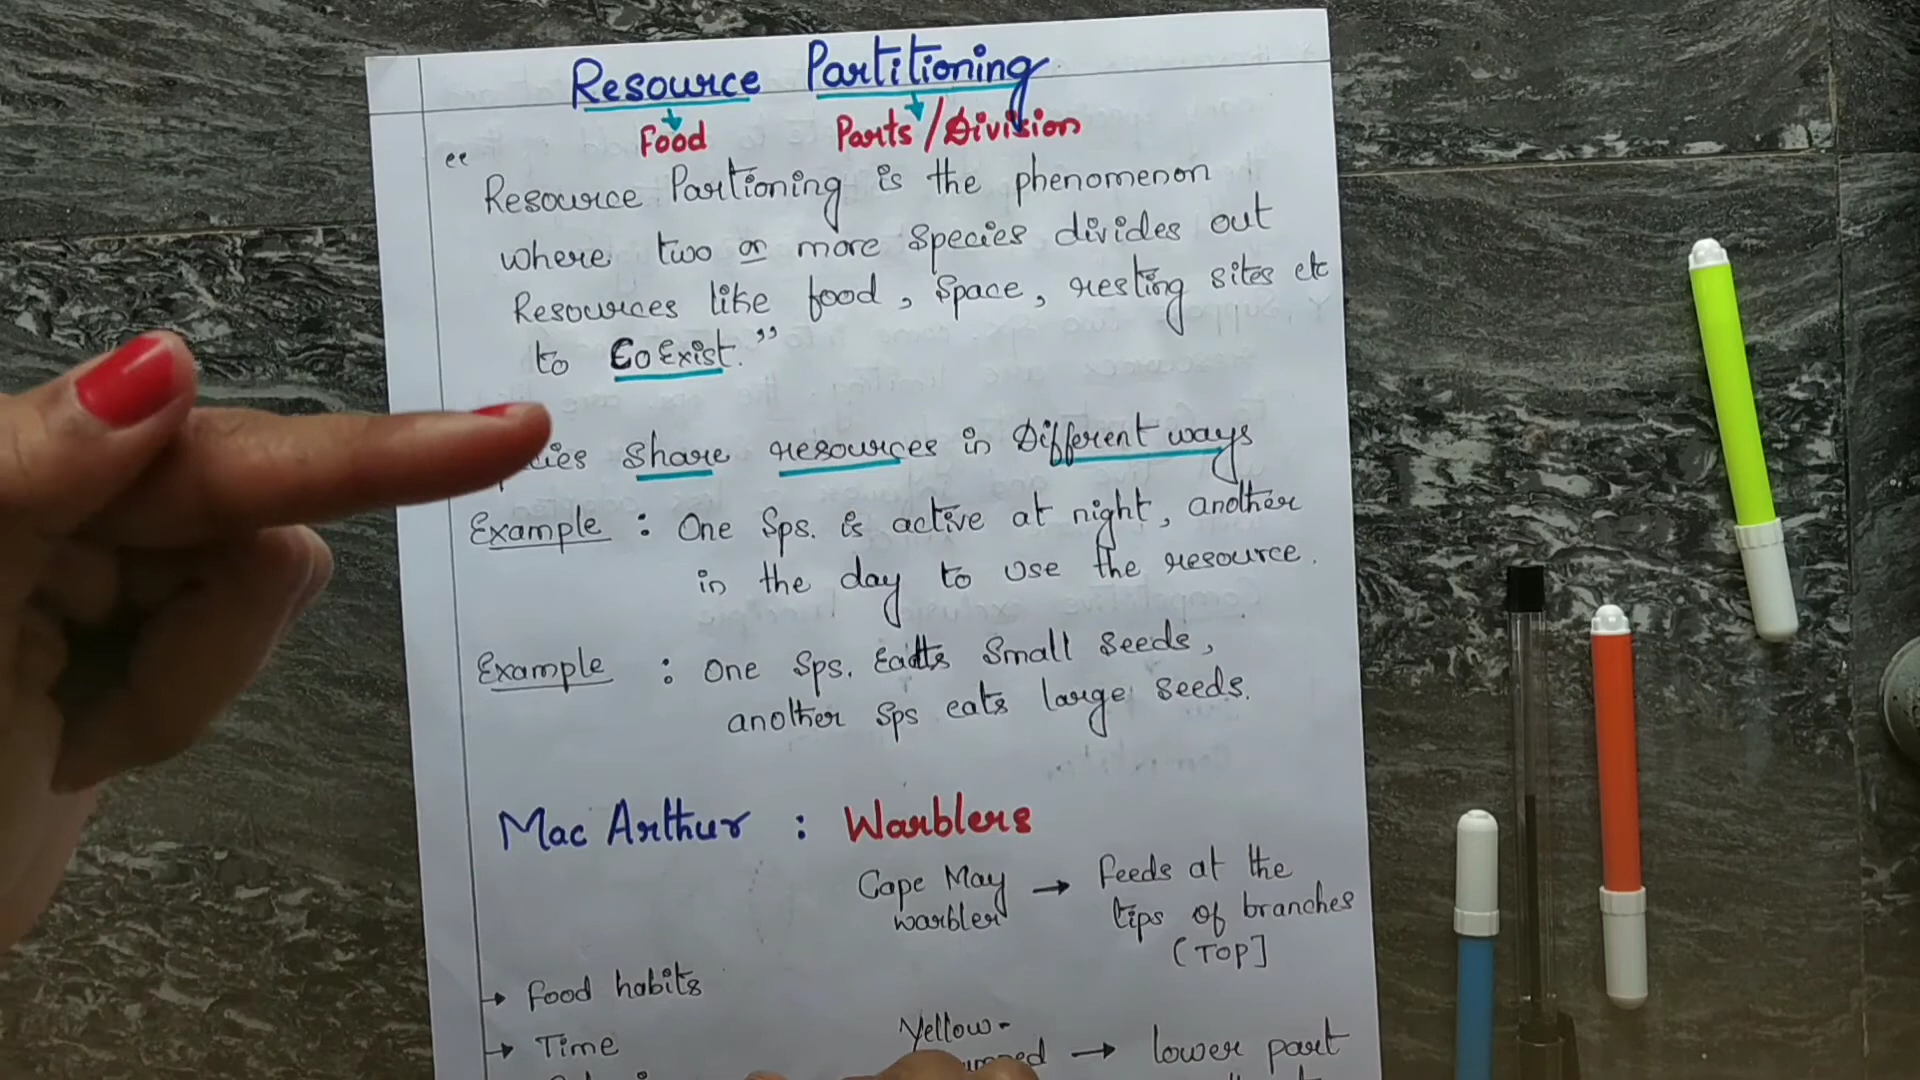 Resource Partitioning
Food Parts/Division
"Resource Partioning is the phenomenon
where two or more Species divides out
Resources like food, Space, resting sites etc
to CoExist."
share resources in Different ways
Example : One Sps. is active at night, another
in the day to use the resource.
Example : One Sps. Eats Small Seeds,
another Sps eats large seeds.
Mac Arthur : Warblers
Cape May warbler → feeds at the
tips of branches
[TOP]
→ food habits
→ Time
Yellow-
→ lower part